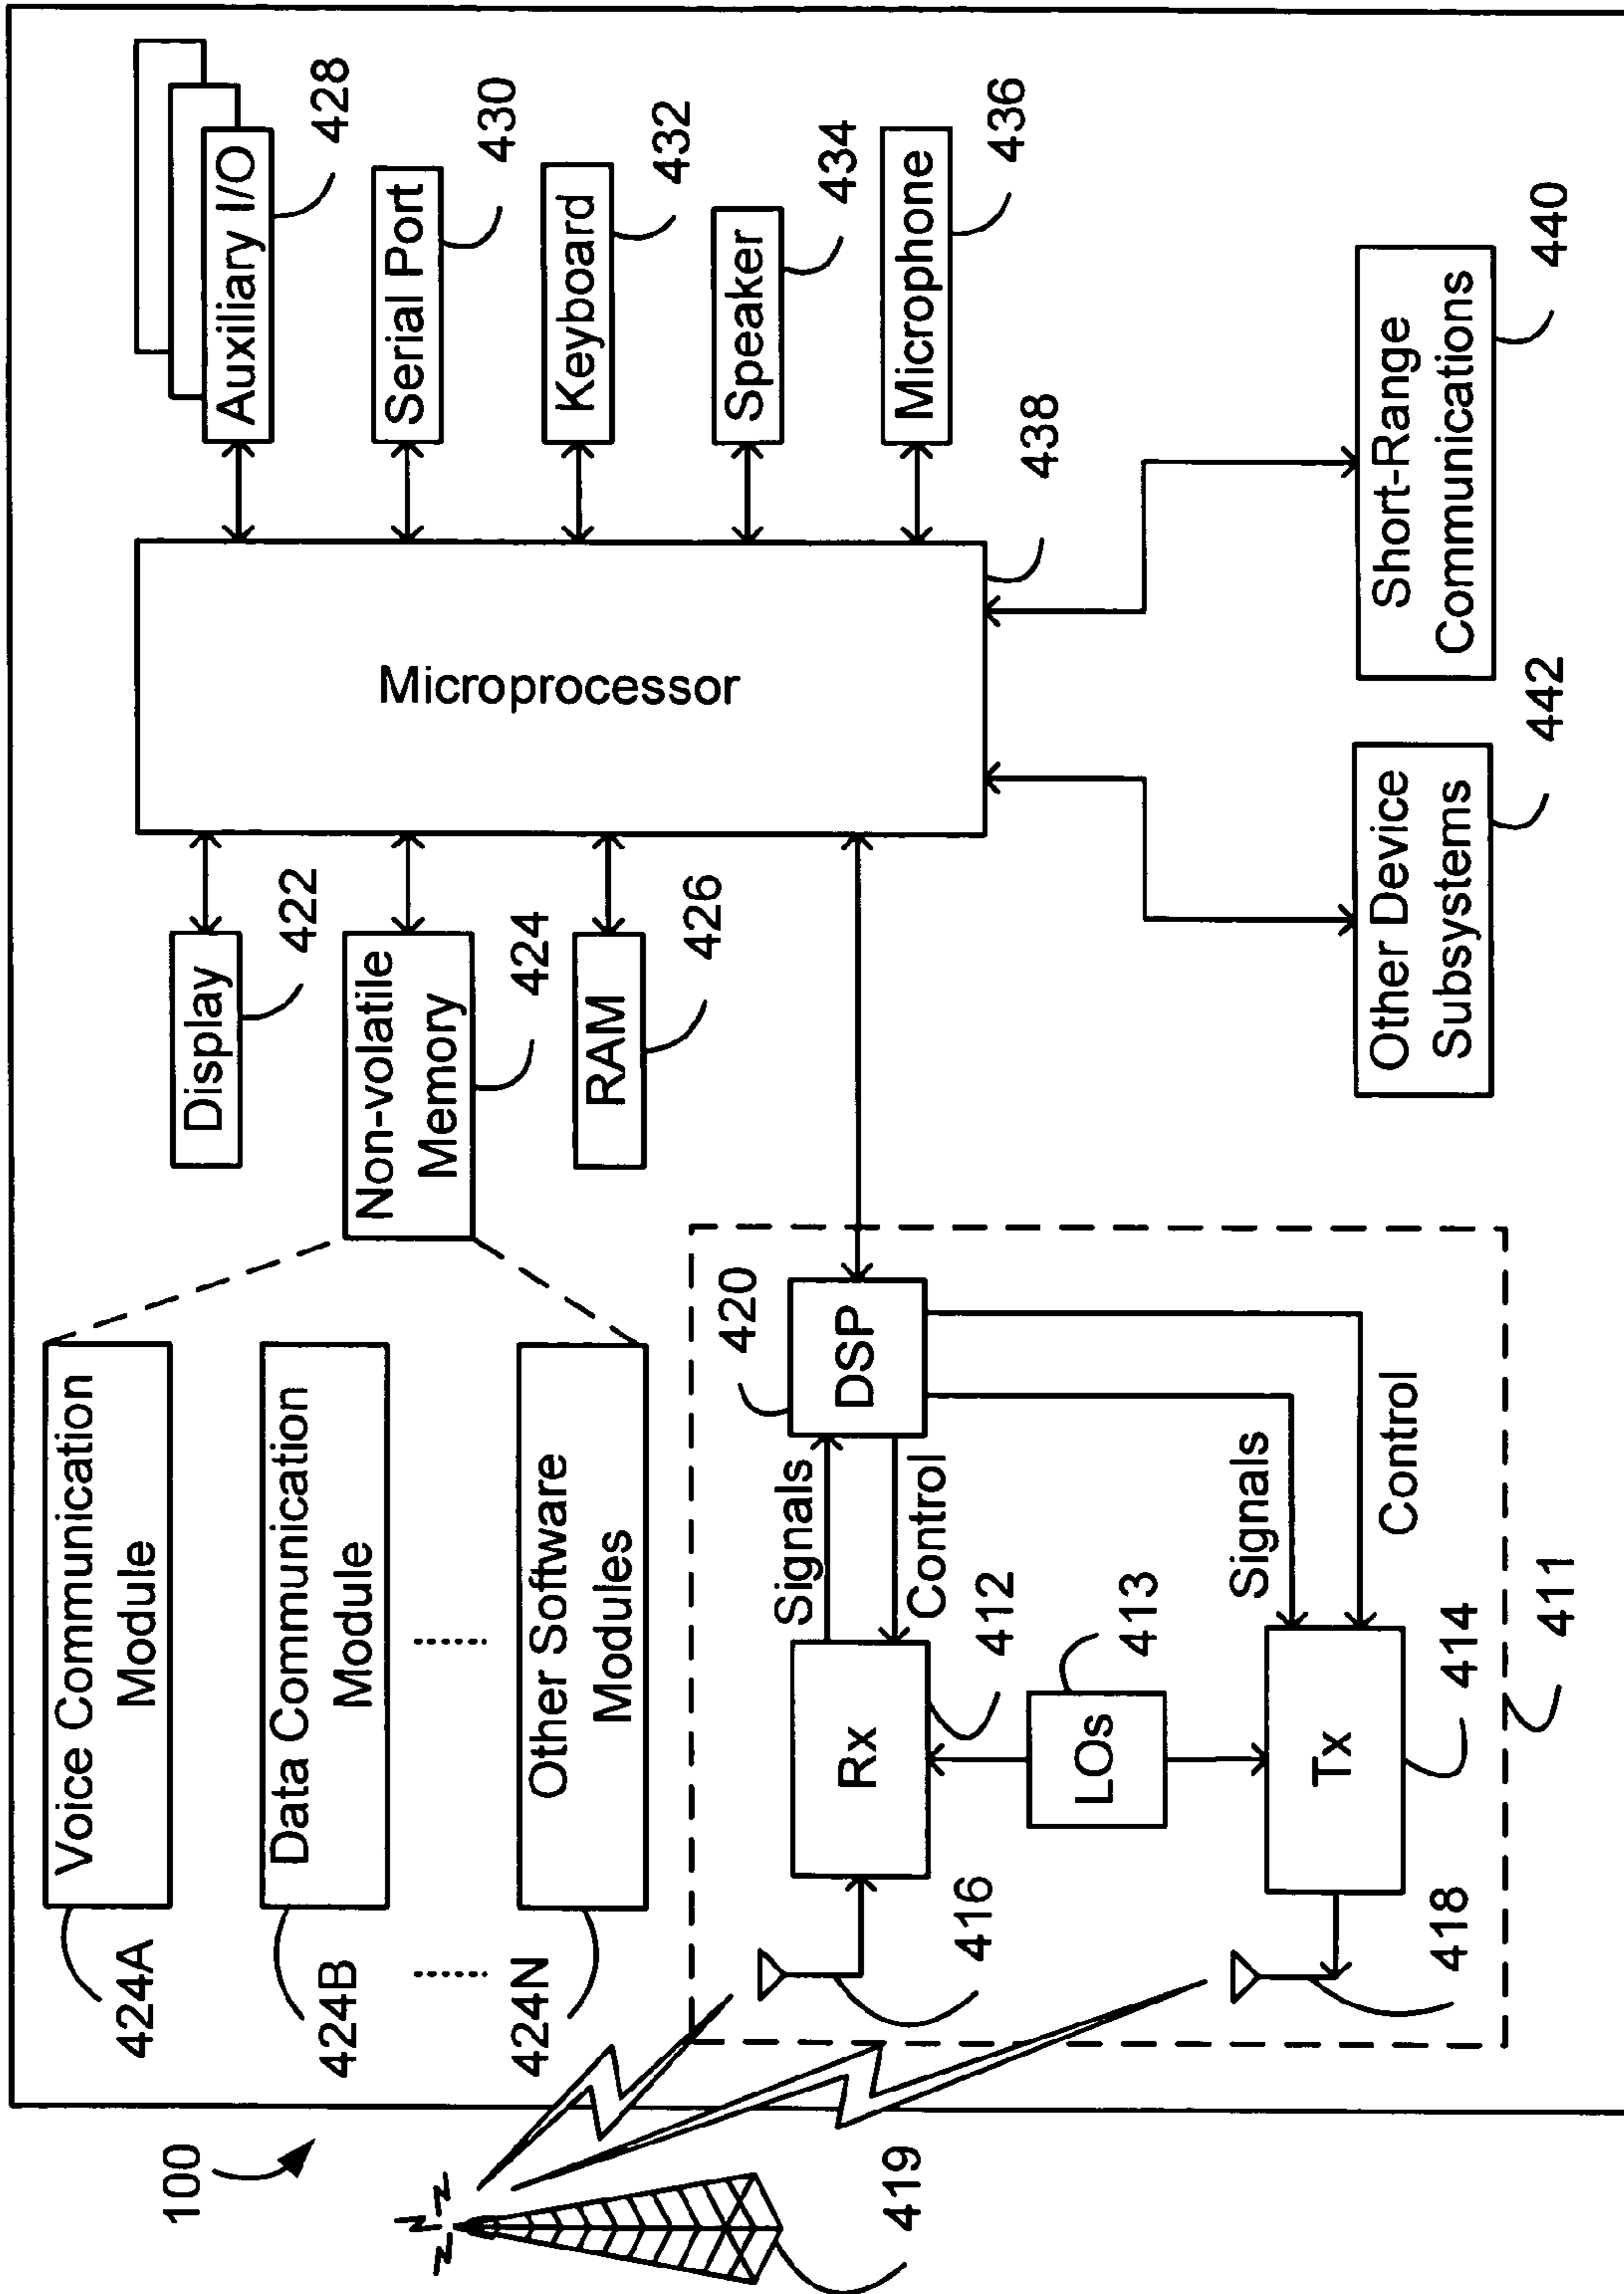 100
419
424A
Voice Communication
Module
424B
Data Communication
Module
424N
Other Software
Modules
Display
422
Non-volatile
Memory
424
RAM
426
Microprocessor
438
Auxiliary I/O
428
Serial Port
430
Keyboard
432
Speaker
434
Microphone
436
Short-Range
Communications
440
Other Device
Subsystems
442
420
DSP
Signals
Control
Rx
412
416
LOs
413
Signals
Control
Tx
414
418
411